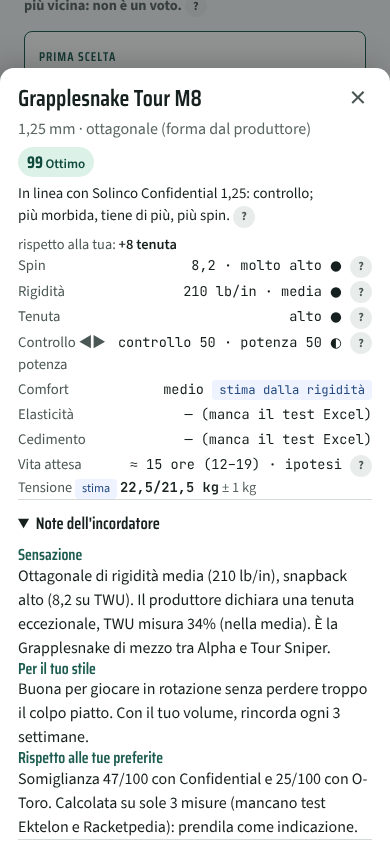 più vicina: non è un voto. ?
PRIMA SCELTA
Grapplesnake Tour M8 ✕
1,25 mm · ottagonale (forma dal produttore)
99 Ottimo
In linea con Solinco Confidential 1,25: controllo;
più morbida, tiene di più, più spin. ?
rispetto alla tua: +8 tenuta
Spin 8,2 · molto alto ● ?
Rigidità 210 lb/in · media ● ?
Tenuta alto ● ?
Controllo ◀▶ controllo 50 · potenza 50 ◐ ?
potenza
Comfort medio stima dalla rigidità
Elasticità — (manca il test Excel)
Cedimento — (manca il test Excel)
Vita attesa ≈ 15 ore (12–19) · ipotesi ?
Tensione stima 22,5/21,5 kg ± 1 kg
▼ Note dell'incordatore
Sensazione
Ottagonale di rigidità media (210 lb/in), snapback
alto (8,2 su TWU). Il produttore dichiara una tenuta
eccezionale, TWU misura 34% (nella media). È la
Grapplesnake di mezzo tra Alpha e Tour Sniper.
Per il tuo stile
Buona per giocare in rotazione senza perdere troppo
il colpo piatto. Con il tuo volume, rincorda ogni 3
settimane.
Rispetto alle tue preferite
Somiglianza 47/100 con Confidential e 25/100 con O-
Toro. Calcolata su sole 3 misure (mancano test
Ektelon e Racketpedia): prendila come indicazione.